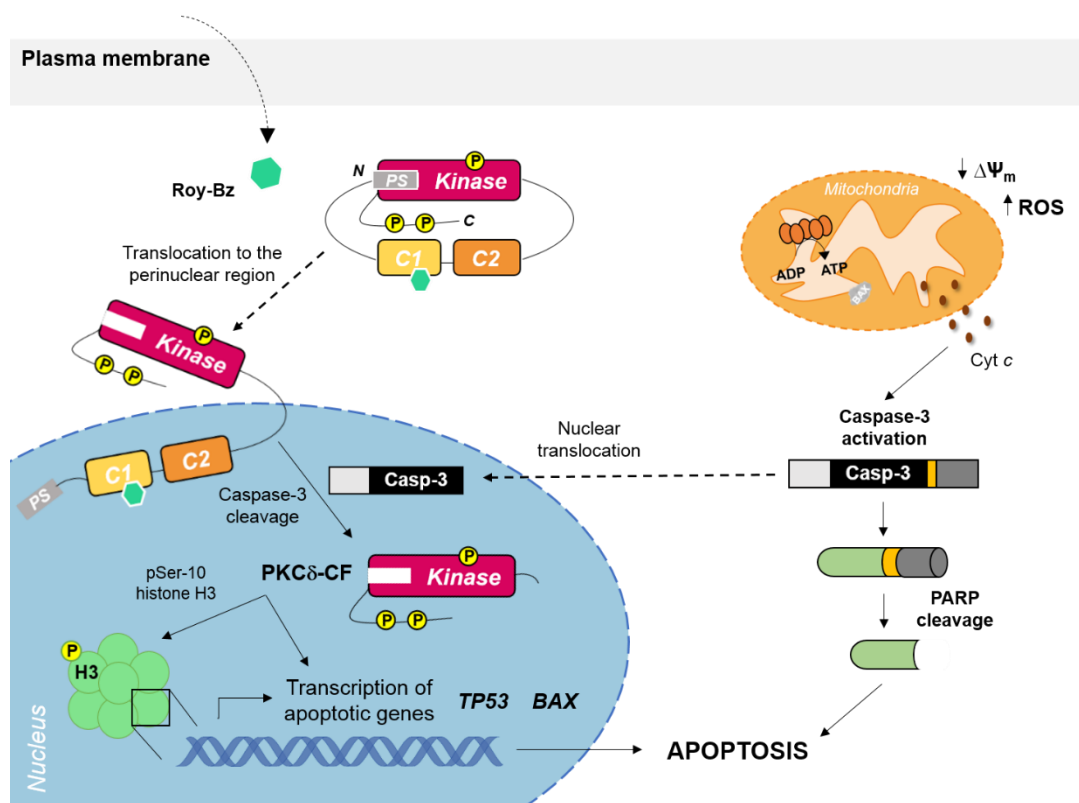 Plasma membrane
Roy-Bz
N
PS
Kinase
P
P
P
C
C1
C2
Translocation to the
perinuclear region
Mitochondria
ΔΨm
ROS
ADP
ATP
BAX
Cyt c
P
Kinase
P
P
C1
C2
PS
Caspase-3
activation
Nuclear
translocation
Casp-3
Casp-3
Caspase-3
cleavage
PKCδ-CF
P
Kinase
P
P
pSer-10
histone H3
PARP
cleavage
P
H3
Transcription of
apoptotic genes
TP53 BAX
APOPTOSIS
Nucleus